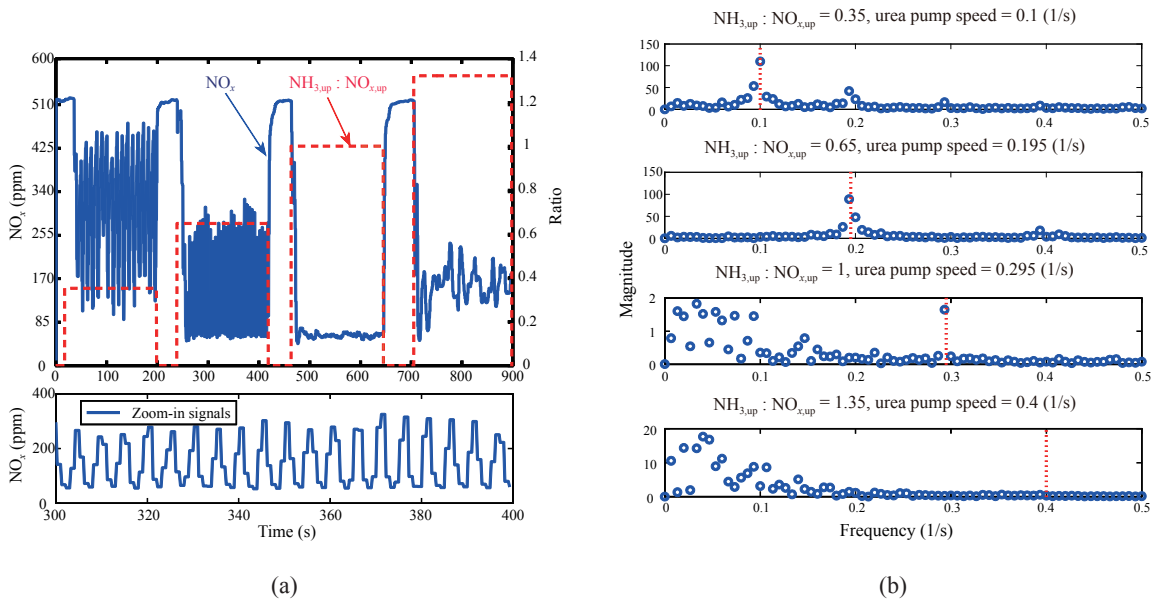 600
510
425
340
255
170
85
0
NOx (ppm)
NOx
NH3,up : NOx,up
1.4
1.2
1
0.8
0.6
0.4
0.2
0
Ratio
0 100 200 300 400 500 600 700 800 900
400
200
0
NOx (ppm)
Zoom-in signals
300 320 340 360 380 400
Time (s)
(a)
NH3,up : NOx,up = 0.35, urea pump speed = 0.1 (1/s)
150
100
50
0
0 0.1 0.2 0.3 0.4 0.5
NH3,up : NOx,up = 0.65, urea pump speed = 0.195 (1/s)
150
100
50
0
0 0.1 0.2 0.3 0.4 0.5
NH3,up : NOx,up = 1, urea pump speed = 0.295 (1/s)
2
1
0
0 0.1 0.2 0.3 0.4 0.5
NH3,up : NOx,up = 1.35, urea pump speed = 0.4 (1/s)
20
10
0
0 0.1 0.2 0.3 0.4 0.5
Magnitude
Frequency (1/s)
(b)